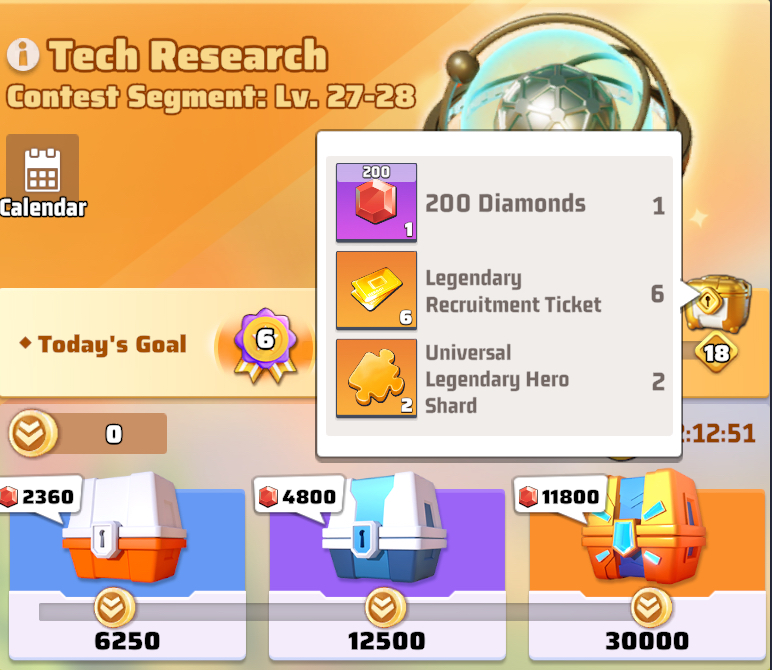 Tech Research
Contest Segment: Lv. 27-28
Calendar
200
1
200 Diamonds
1
6
Legendary
Recruitment Ticket
6
2
Universal
Legendary Hero
Shard
2
Today's Goal
6
18
0
:12:51
2360
4800
11800
6250
12500
30000